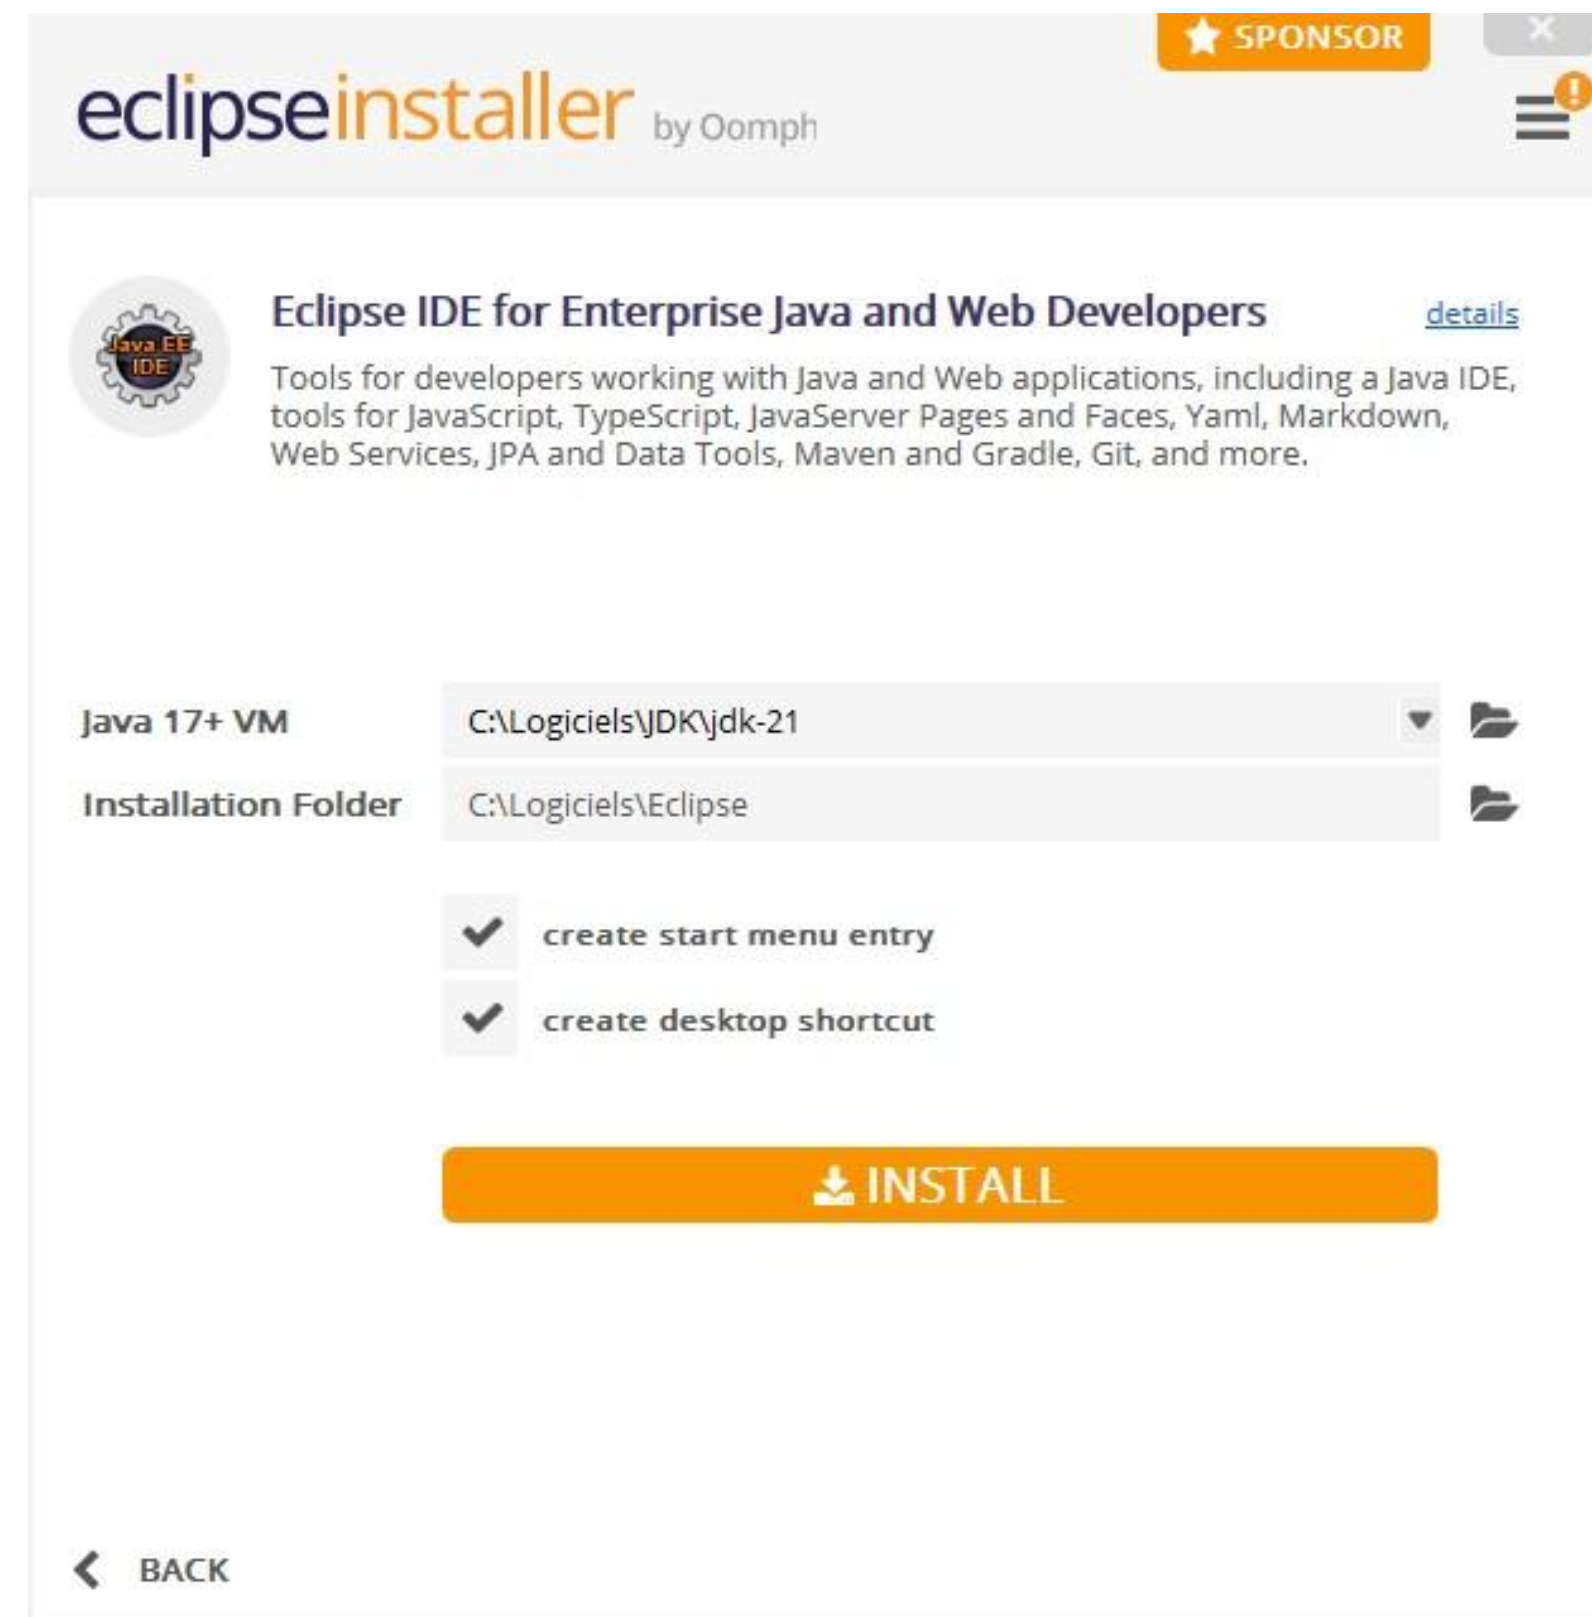 SPONSOR
eclipseinstaller by Oomph
Java EE
IDE
Eclipse IDE for Enterprise Java and Web Developers details
Tools for developers working with Java and Web applications, including a Java IDE,
tools for JavaScript, TypeScript, JavaServer Pages and Faces, Yaml, Markdown,
Web Services, JPA and Data Tools, Maven and Gradle, Git, and more.
Java 17+ VM C:\Logiciels\JDK\jdk-21
Installation Folder C:\Logiciels\Eclipse
create start menu entry
create desktop shortcut
INSTALL
BACK